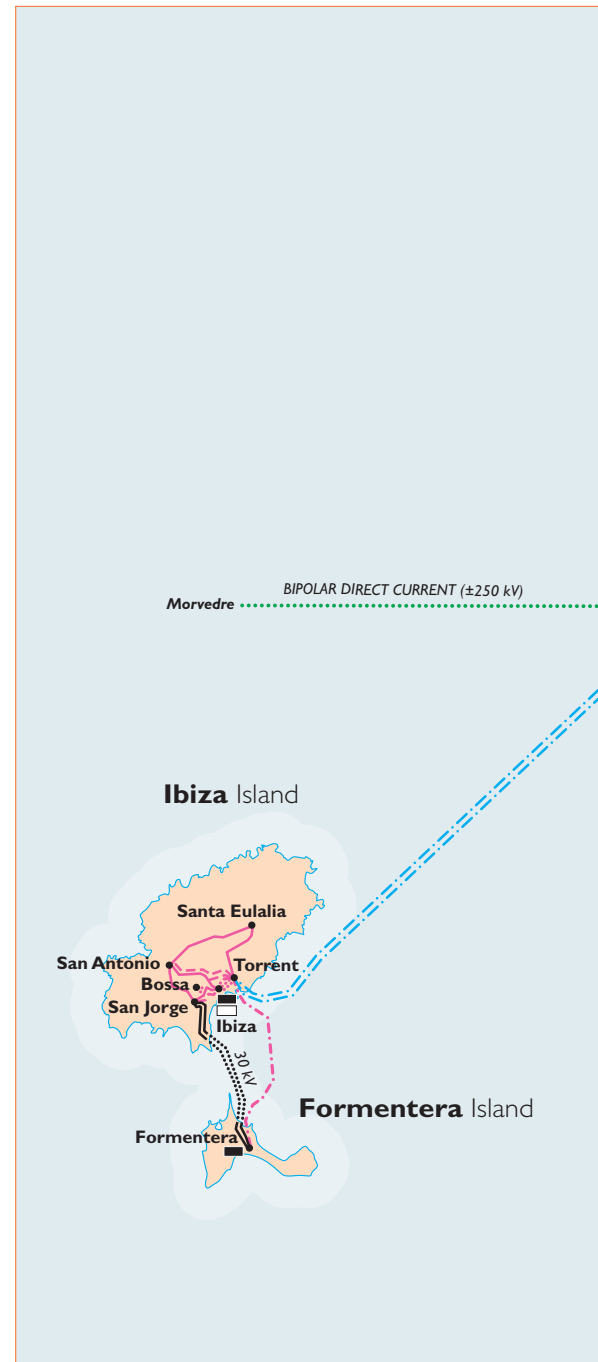 BIPOLAR DIRECT CURRENT (±250 kV)
Morvedre
Ibiza Island
Santa Eulalia
San Antonio
Torrent
Bossa
San Jorge
Ibiza
30 kV
Formentera Island
Formentera